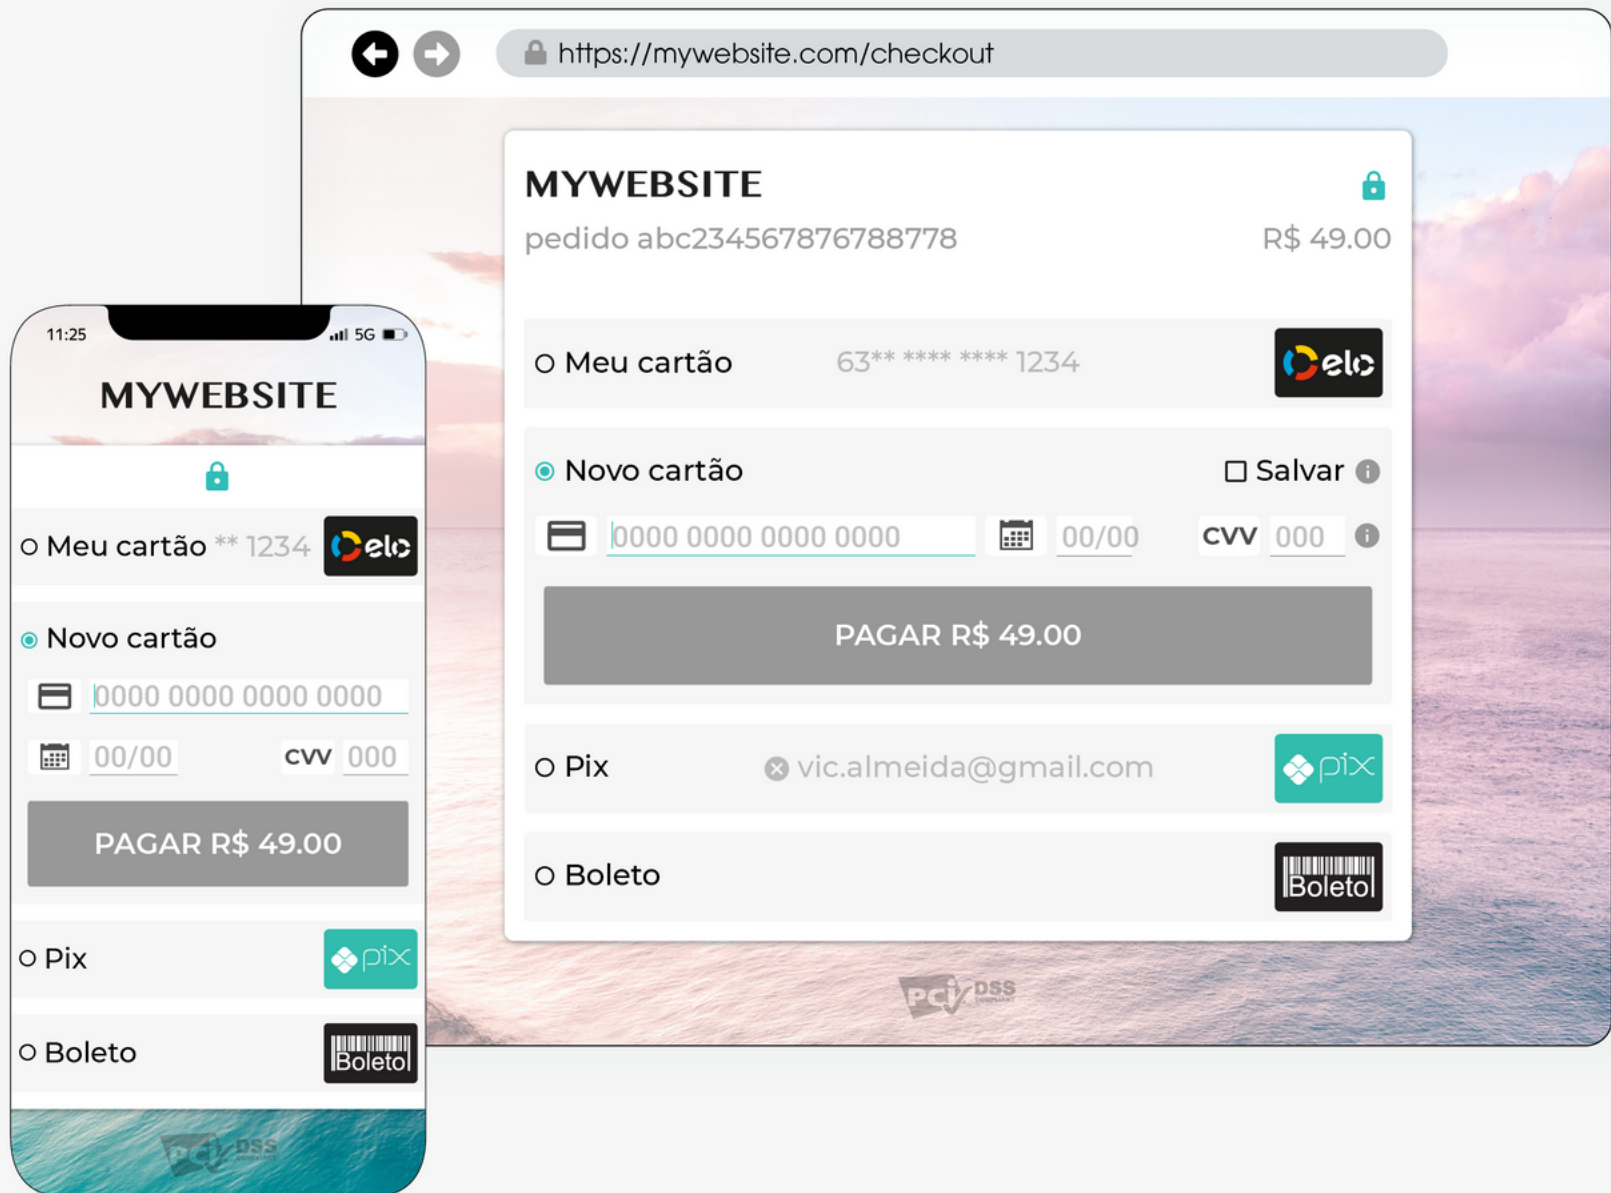 https://mywebsite.com/checkout
MYWEBSITE
pedido abc234567876788778 R$ 49.00
Meu cartão 63** **** **** 1234 elo
Novo cartão Salvar i
0000 0000 0000 0000 00/00 CVV 000 i
PAGAR R$ 49.00
Pix vic.almeida@gmail.com pix
Boleto Boleto
PCI DSS
COMPLIANT
11:25 5G
MYWEBSITE
Meu cartão ** 1234 elo
Novo cartão
0000 0000 0000 0000
00/00 CVV 000
PAGAR R$ 49.00
Pix pix
Boleto Boleto
PCI DSS
COMPLIANT